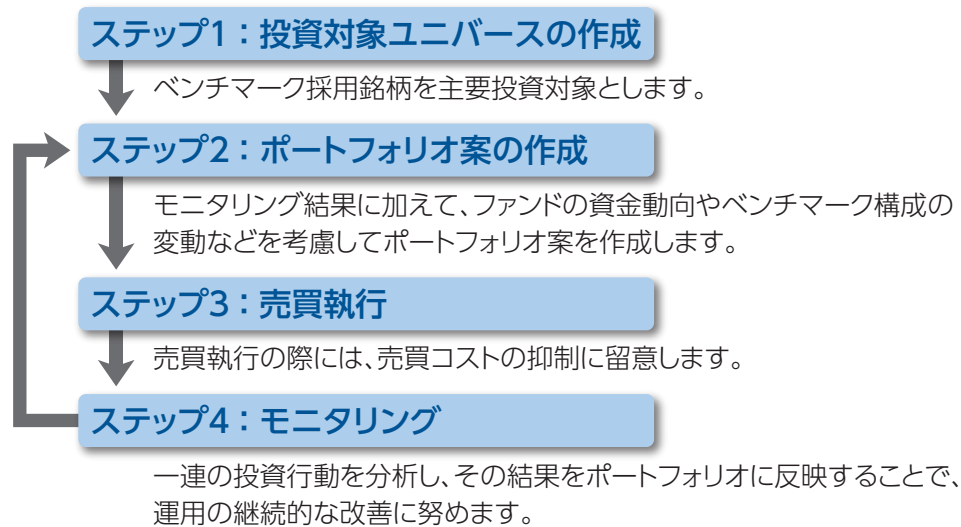 ステップ1：投資対象ユニバースの作成
ベンチマーク採用銘柄を主要投資対象とします。
ステップ2：ポートフォリオ案の作成
モニタリング結果に加えて、ファンドの資金動向やベンチマーク構成の
変動などを考慮してポートフォリオ案を作成します。
ステップ3：売買執行
売買執行の際には、売買コストの抑制に留意します。
ステップ4：モニタリング
一連の投資行動を分析し、その結果をポートフォリオに反映することで、
運用の継続的な改善に努めます。